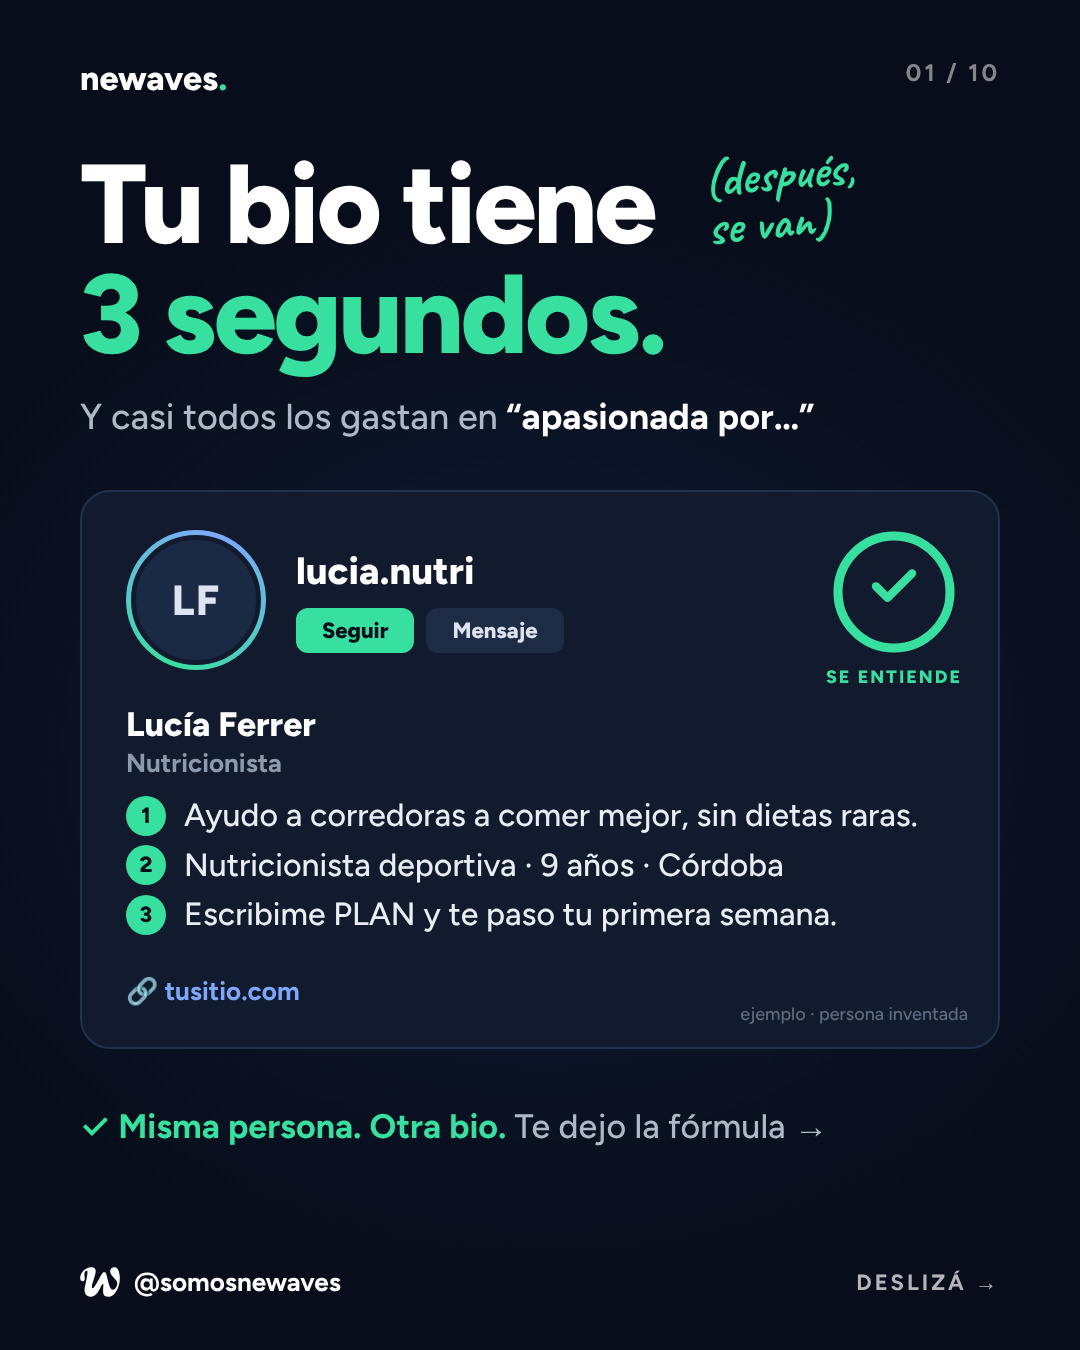 newaves.
01 / 10
Tu bio tiene
(después,
se van)
3 segundos.
Y casi todos los gastan en “apasionada por...”
LF
lucia.nutri
Seguir
Mensaje
SE ENTIENDE
Lucía Ferrer
Nutricionista
1 Ayudo a corredoras a comer mejor, sin dietas raras.
2 Nutricionista deportiva · 9 años · Córdoba
3 Escribime PLAN y te paso tu primera semana.
🔗 tusitio.com
ejemplo · persona inventada
✓ Misma persona. Otra bio. Te dejo la fórmula →
W @somosnewaves
DESLIZÁ →